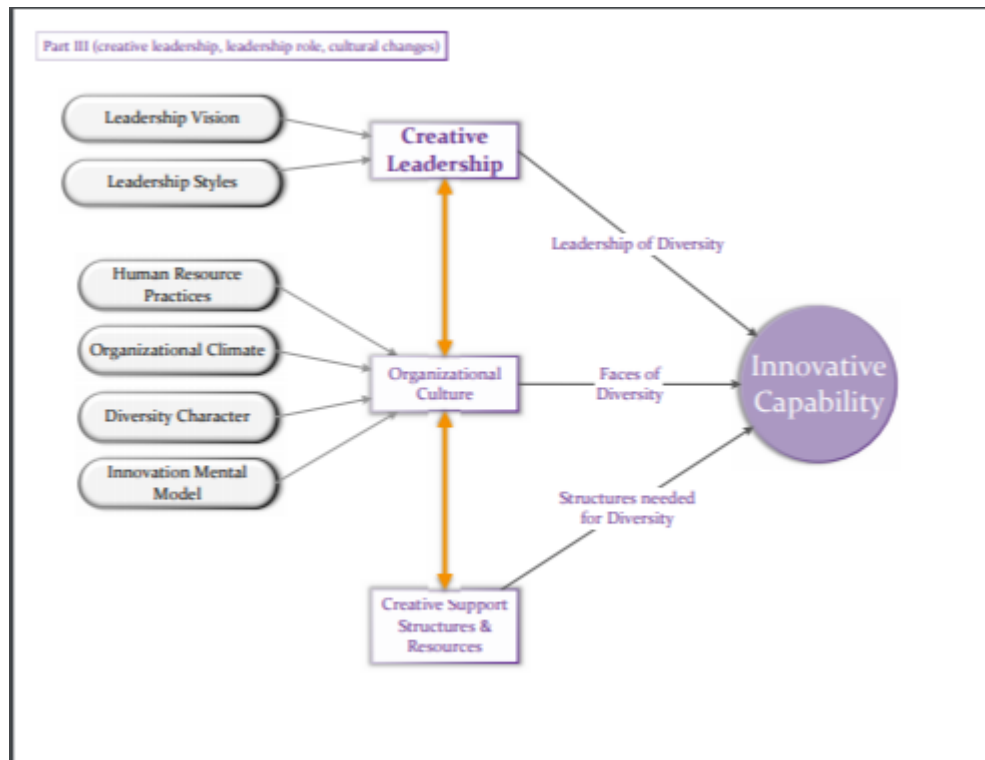 Part III (creative leadership, leadership role, cultural changes)
Leadership Vision
Leadership Styles
Creative
Leadership
Leadership of Diversity
Human Resource
Practices
Organizational Climate
Diversity Character
Innovation Mental
Model
Organizational
Culture
Faces of
Diversity
Innovative
Capability
Structures needed
for Diversity
Creative Support
Structures &
Resources